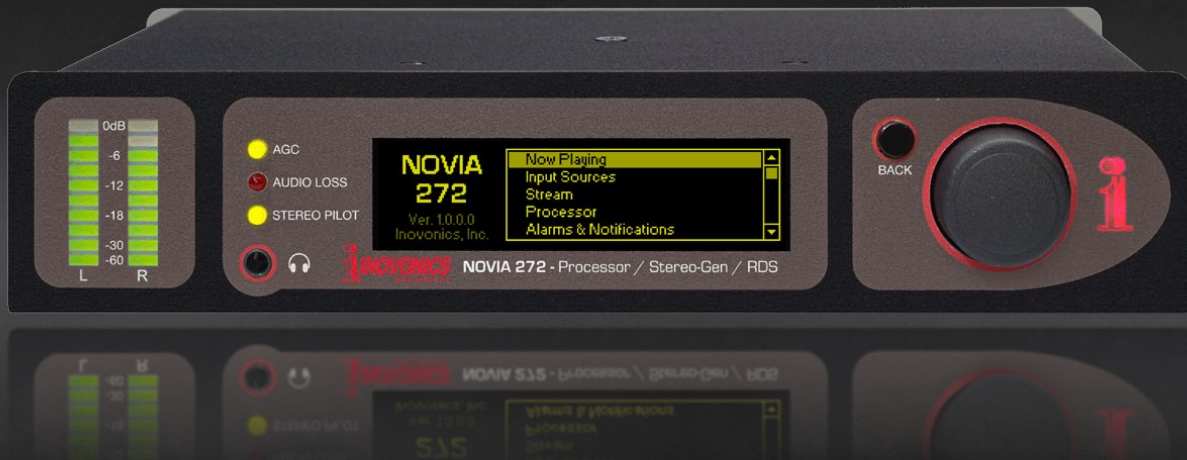 0dB
-6
-12
-18
-30
-60
L R
AGC
AUDIO LOSS
STEREO PILOT
NOVIA
272
Ver. 1.0.0.0
Inovonics, Inc.
Now Playing
Input Sources
Stream
Processor
Alarms & Notifications
INOVONICS NOVIA 272 - Processor / Stereo-Gen / RDS
BACK